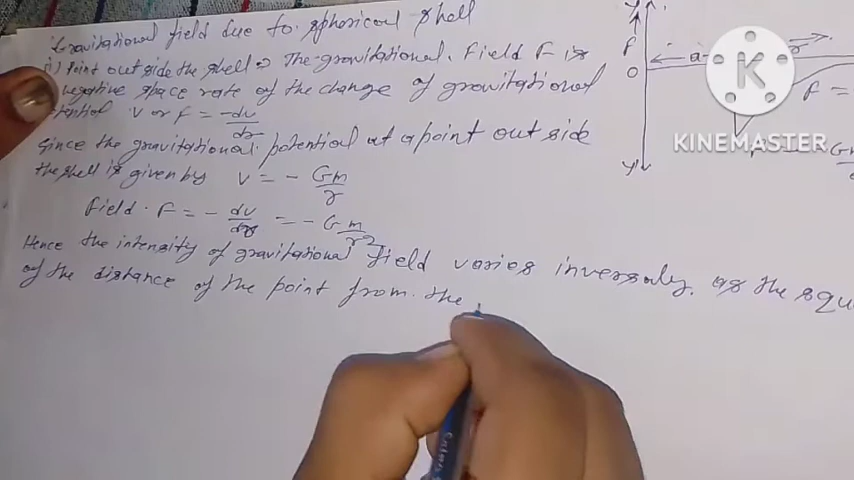 Gravitational field due to spherical shell
(i) Point outside the shell ⇒ The gravitational. Field F is
negative space rate of the change of gravitational
potential V or F = -dv/dr
Since the gravitational potential at a point out side
the shell is given by V = - Gm/r
Field. F = - dv/dr = - G m/r²
Hence the intensity of gravitational field varies inversely. as the squ
of the distance of the point from. the
Y
F
O
a
r
F =
Y'
K
KINEMASTER